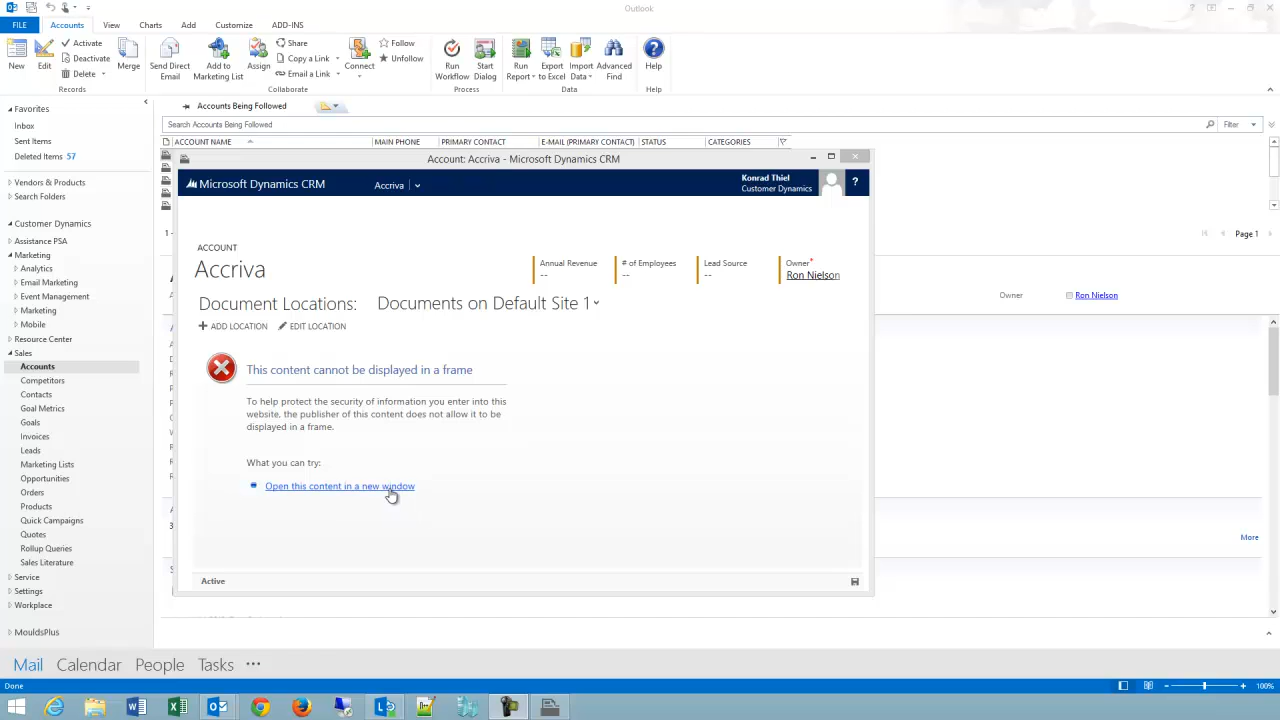 Outlook
FILE
Accounts
View
Charts
Add
Customize
ADD-INS
New
Edit
Activate
Deactivate
Delete
Merge
Records
Send Direct
Email
Add to
Marketing List
Assign
Share
Copy a Link
Email a Link
Connect
Collaborate
Follow
Unfollow
Run
Workflow
Start
Dialog
Process
Run
Report
Export
to Excel
Import
Data
Advanced
Find
Data
Help
Help
Favorites
Inbox
Sent Items
Deleted Items 57
Vendors & Products
Search Folders
Customer Dynamics
Assistance PSA
Marketing
Analytics
Email Marketing
Event Management
Marketing
Mobile
Resource Center
Sales
Accounts
Competitors
Contacts
Goal Metrics
Goals
Invoices
Leads
Marketing Lists
Opportunities
Orders
Products
Quick Campaigns
Quotes
Rollup Queries
Sales Literature
Service
Settings
Workplace
MouldsPlus
Accounts Being Followed
Search Accounts Being Followed
Filter
ACCOUNT NAME
MAIN PHONE
PRIMARY CONTACT
E-MAIL (PRIMARY CONTACT)
STATUS
CATEGORIES
Page 1
Owner
Ron Nielson
More
Account: Accriva - Microsoft Dynamics CRM
Microsoft Dynamics CRM
Accriva
Konrad Thiel
Customer Dynamics
?
ACCOUNT
Accriva
Annual Revenue
--
# of Employees
--
Lead Source
--
Owner*
Ron Nielson
Document Locations: Documents on Default Site 1
ADD LOCATION
EDIT LOCATION
This content cannot be displayed in a frame
To help protect the security of information you enter into this
website, the publisher of this content does not allow it to be
displayed in a frame.
What you can try:
Open this content in a new window
Active
Mail Calendar People Tasks •••
Done
100%